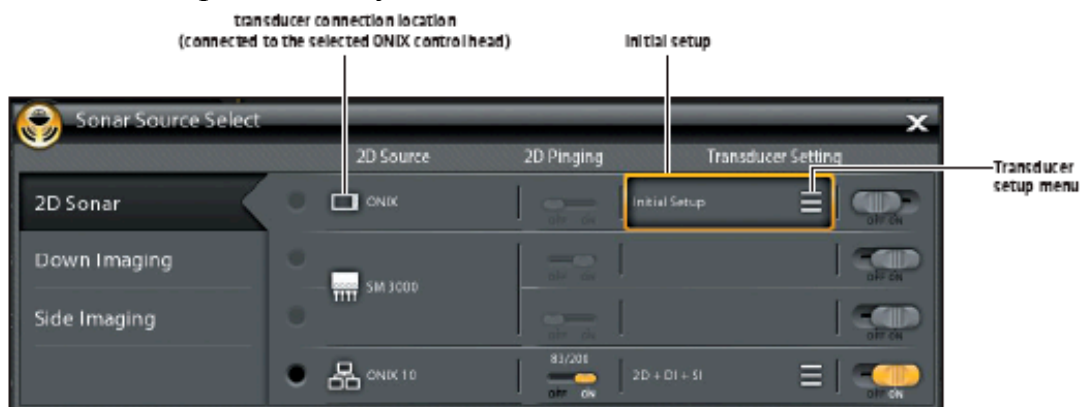 transducer connection location
(connected to the selected ONIX control head)
initial setup
Sonar Source Select
X
2D Source
2D Pinging
Transducer Setting
Transducer
setup menu
2D Sonar
ONIX
OFF ON
Initial Setup
OFF ON
Down Imaging
OFF ON
OFF ON
SM 3000
Side Imaging
OFF ON
OFF ON
ONIX 10
83/200
OFF ON
2D + DI + SI
OFF ON